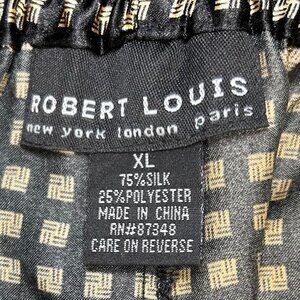 ROBERT LOUIS
new york london paris
XL
75%SILK
25%POLYESTER
MADE IN CHINA
RN#87348
CARE ON REVERSE